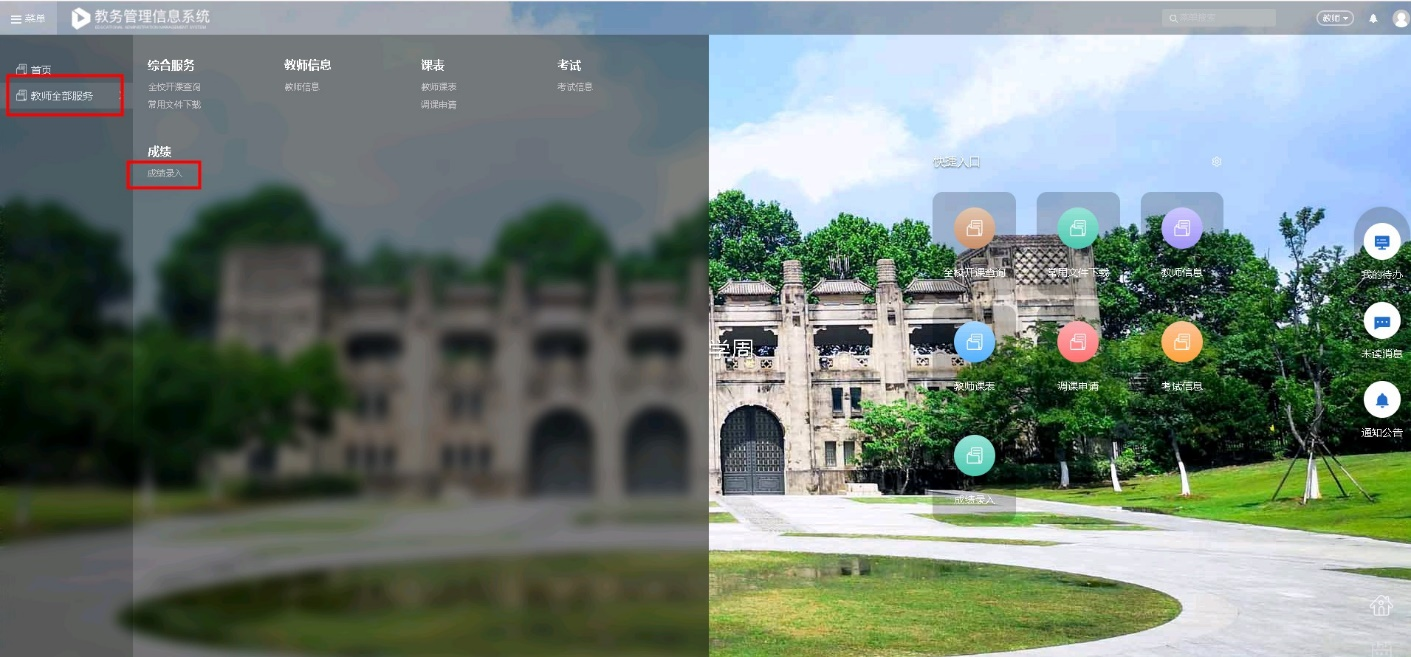 菜单
教务管理信息系统
教师
首页
教师全部服务
综合服务
全校开课查询
常用文件下载
教师信息
教师信息
课表
教师课表
调课申请
考试
考试信息
成绩
成绩录入
学周
快捷入口
全校开课查询
常用文件下载
教师信息
教师课表
调课申请
考试信息
成绩录入
我的待办
未读消息
通知公告